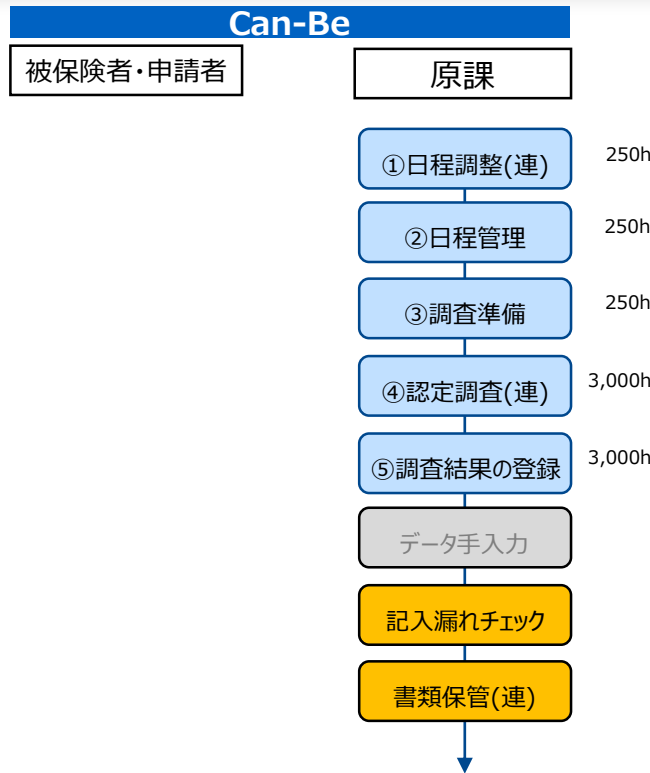 Can-Be
被保険者・申請者
原課
①日程調整(連)
250h
②日程管理
250h
③調査準備
250h
④認定調査(連)
3,000h
⑤調査結果の登録
3,000h
データ手入力
記入漏れチェック
書類保管(連)